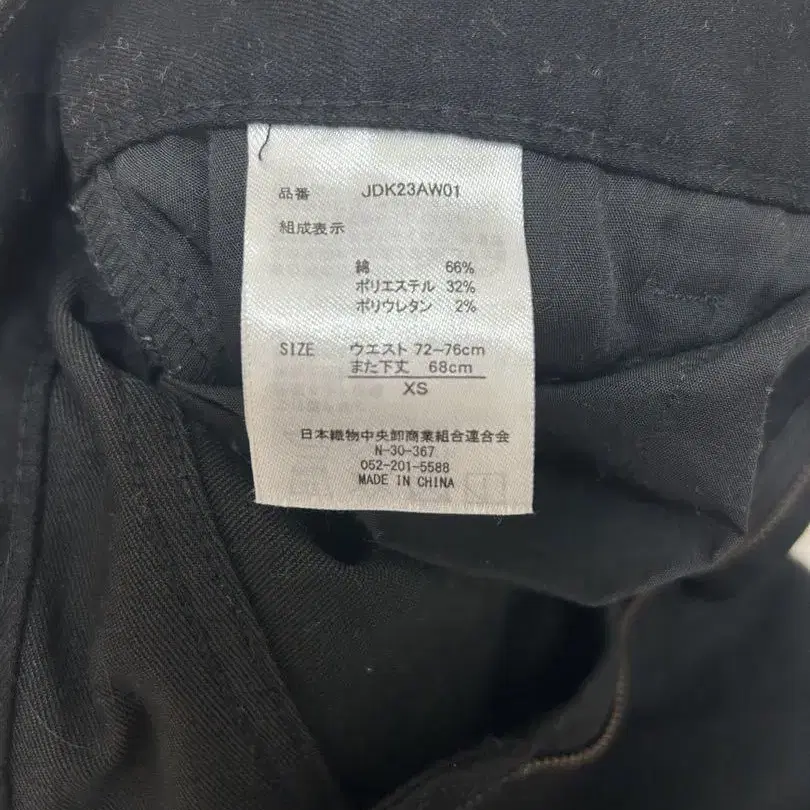 品番 JDK23AW01
組成表示
綿 66%
ポリエステル 32%
ポリウレタン 2%
SIZE ウエスト 72-76cm
また下丈 68cm
XS
日本織物中央卸商業組合連合会
N-30-367
052-201-5588
MADE IN CHINA